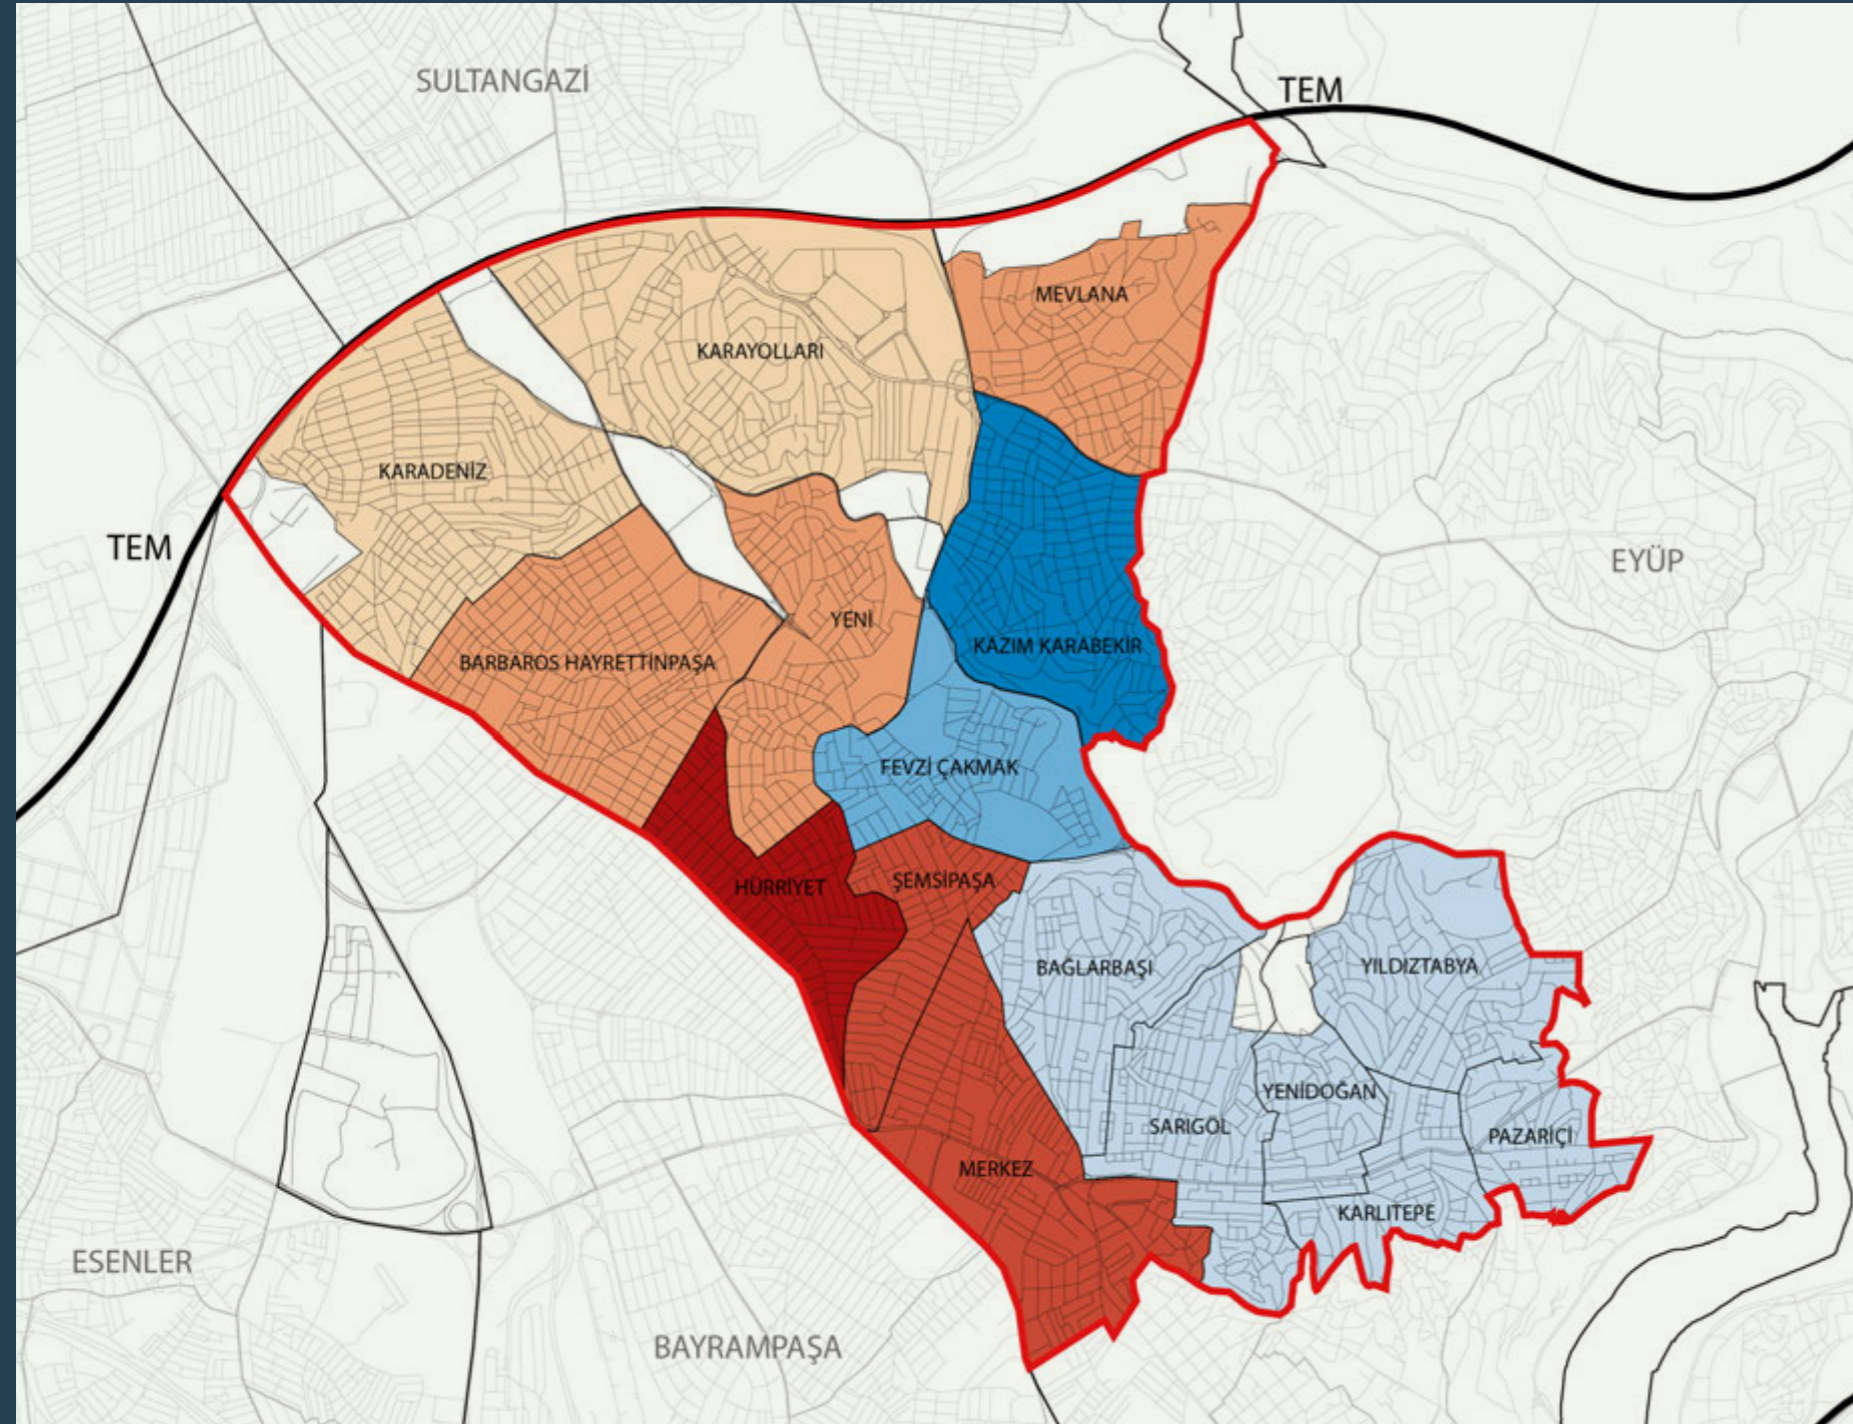 SULTANGAZİ
TEM
MEVLANA
KARAYOLLARI
KARADENİZ
TEM
EYÜP
YENİ
KAZIM KARABEKİR
BARBAROS HAYRETTİNPAŞA
FEVZİ ÇAKMAK
HÜRRİYET
ŞEMSİPAŞA
BAĞLARBAŞI
YILDIZTABYA
YENİDOĞAN
SARIGÖL
PAZARİÇİ
MERKEZ
KARLITEPE
ESENLER
BAYRAMPAŞA